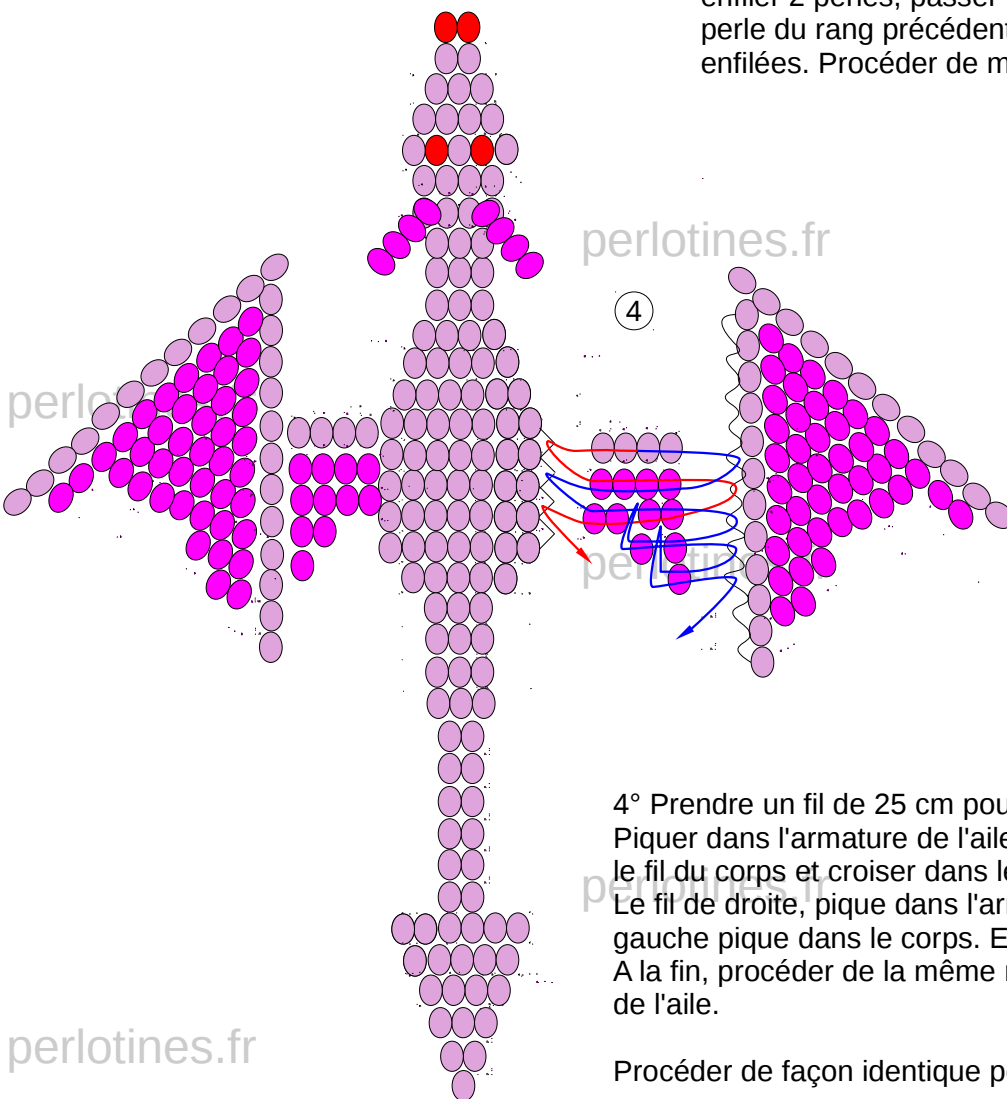 enfiler 2 perles, passer
perle du rang précédent
enfilées. Procéder de m
perlotines.fr
4
perlotines.fr
perlotines.fr
4° Prendre un fil de 25 cm pou
Piquer dans l'armature de l'aile
le fil du corps et croiser dans le
perlotines.fr
Le fil de droite, pique dans l'arr
gauche pique dans le corps. E
A la fin, procéder de la même
de l'aile.
perlotines.fr
Procéder de façon identique p